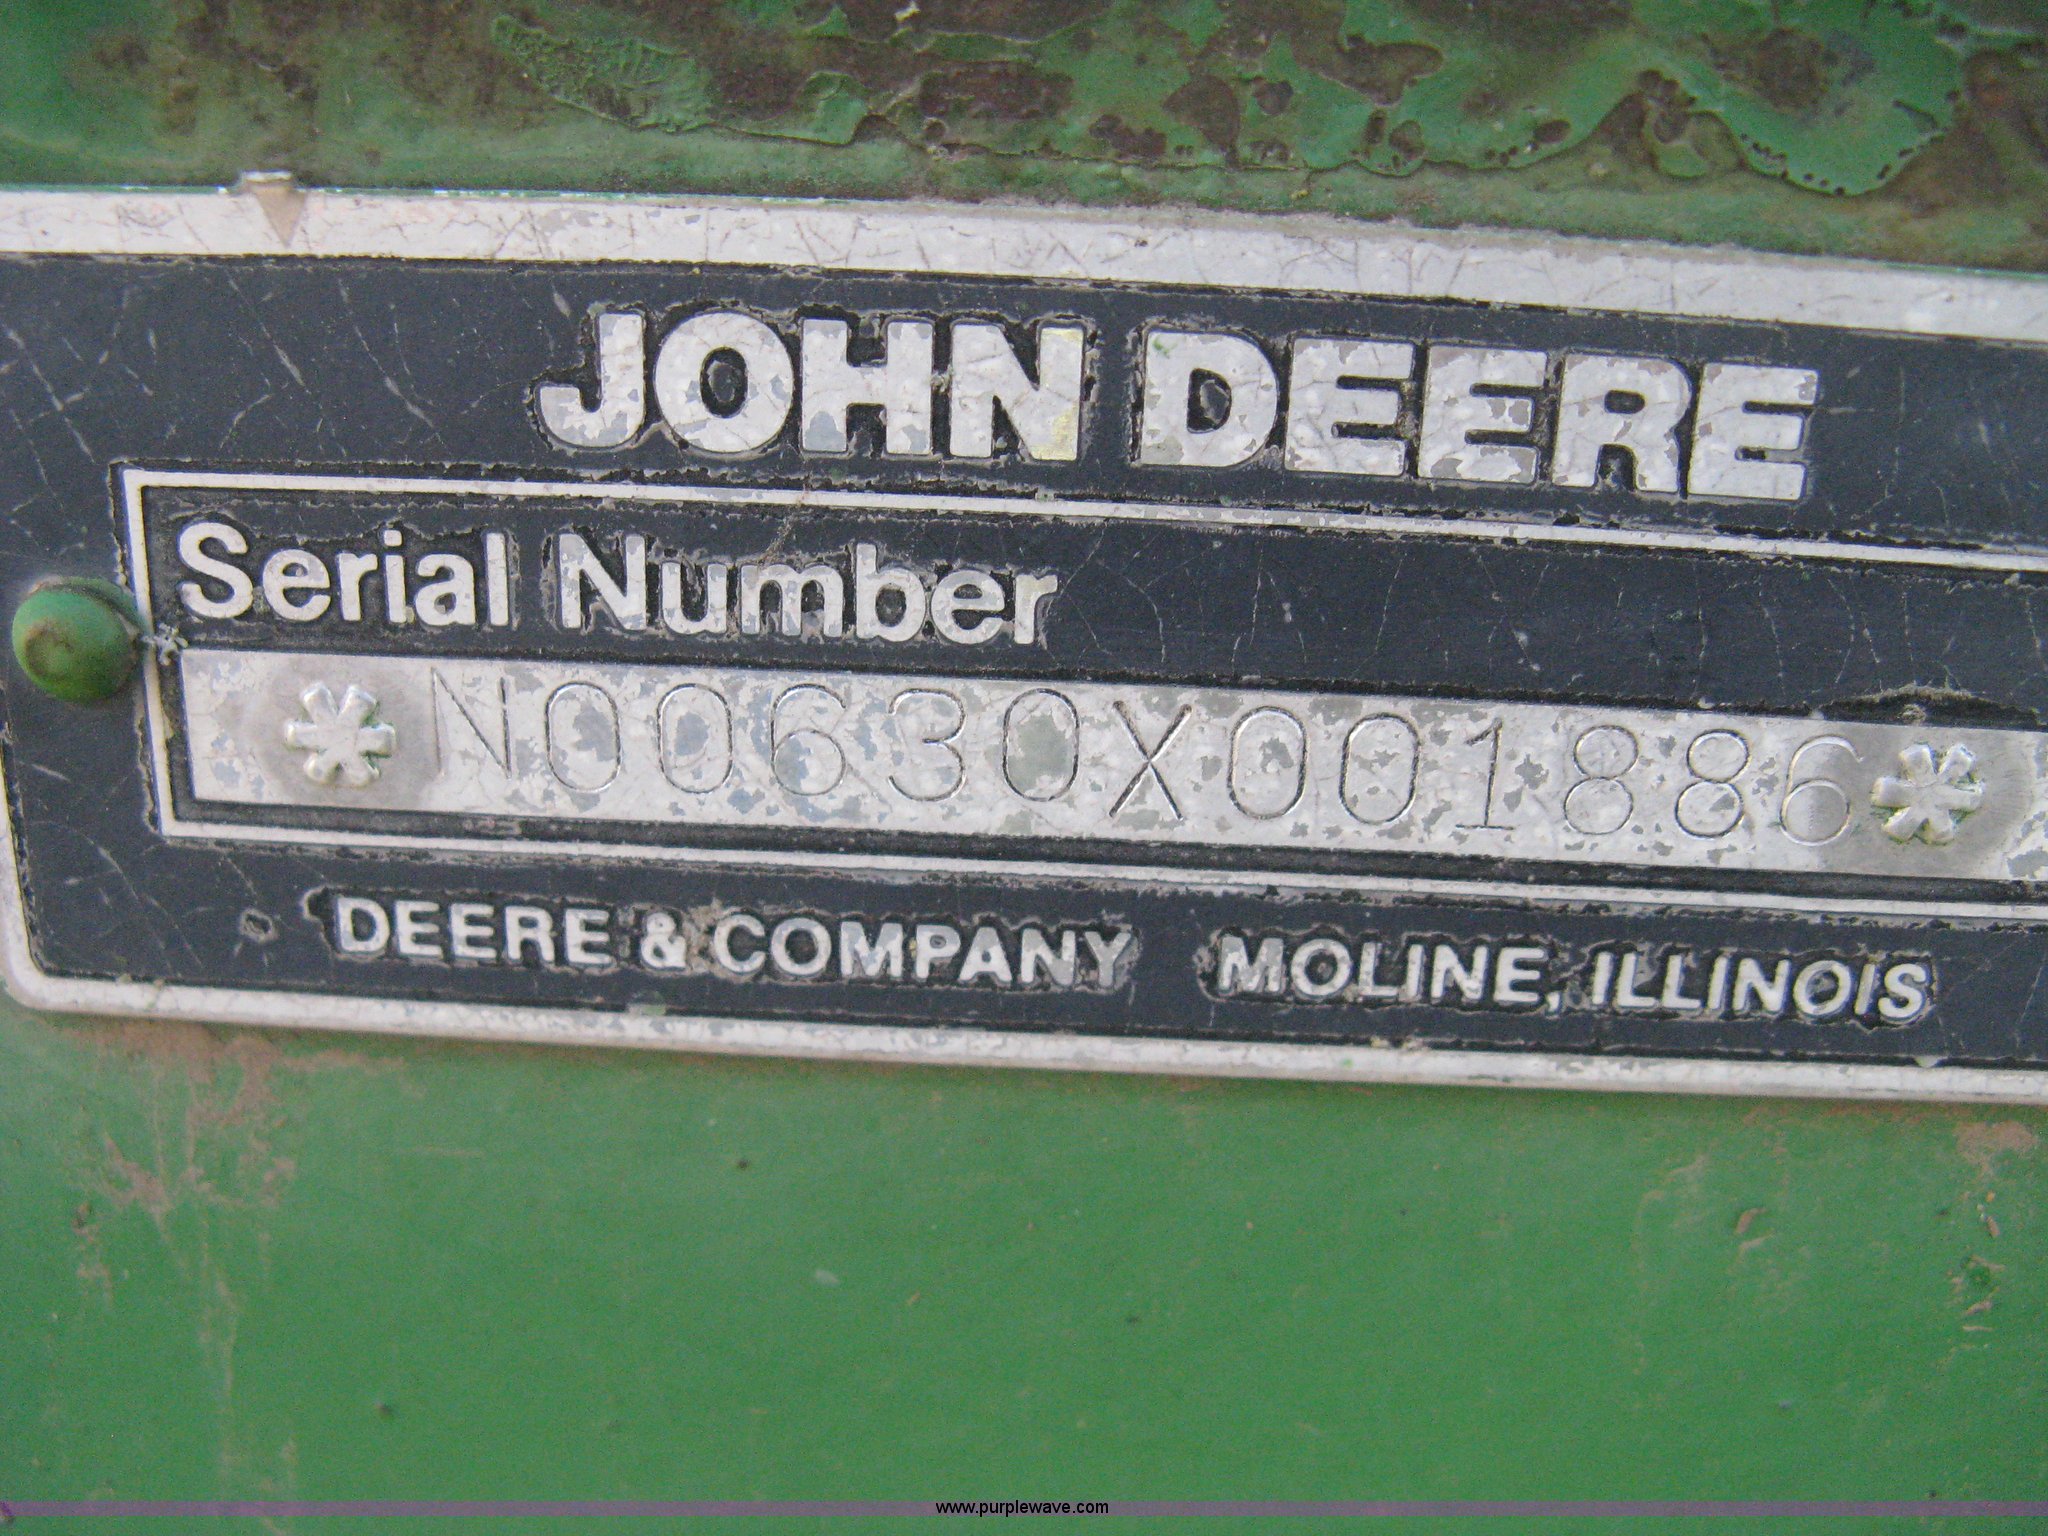 JOHN DEERE
Serial Number
*N00630X001886*
DEERE & COMPANY MOLINE, ILLINOIS
www.purplewave.com